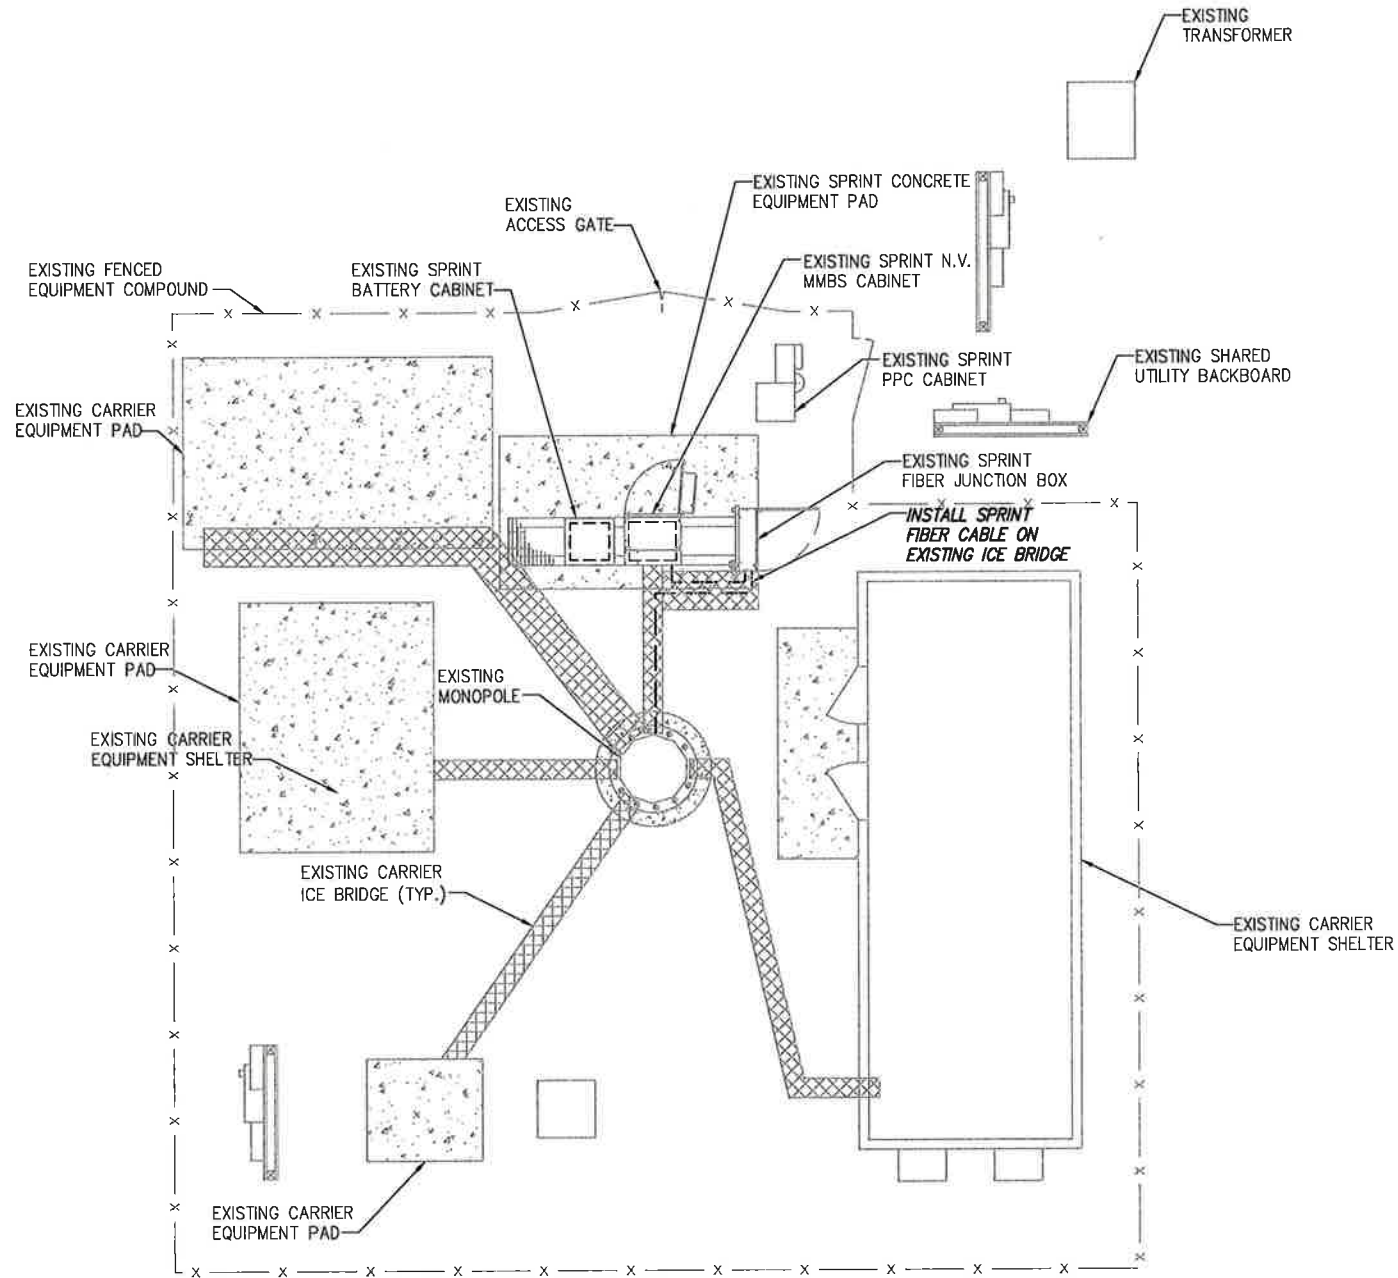 EXISTING
TRANSFORMER
EXISTING SPRINT CONCRETE
EQUIPMENT PAD
EXISTING
ACCESS GATE
EXISTING FENCED
EQUIPMENT COMPOUND
EXISTING SPRINT
BATTERY CABINET
EXISTING SPRINT N.V.
MMBS CABINET
EXISTING SPRINT
PPC CABINET
EXISTING SHARED
UTILITY BACKBOARD
EXISTING CARRIER
EQUIPMENT PAD
EXISTING SPRINT
FIBER JUNCTION BOX
INSTALL SPRINT
FIBER CABLE ON
EXISTING ICE BRIDGE
EXISTING CARRIER
EQUIPMENT PAD
EXISTING
MONOPOLE
EXISTING CARRIER
EQUIPMENT SHELTER
EXISTING CARRIER
ICE BRIDGE (TYP.)
EXISTING CARRIER
EQUIPMENT SHELTER
EXISTING CARRIER
EQUIPMENT PAD